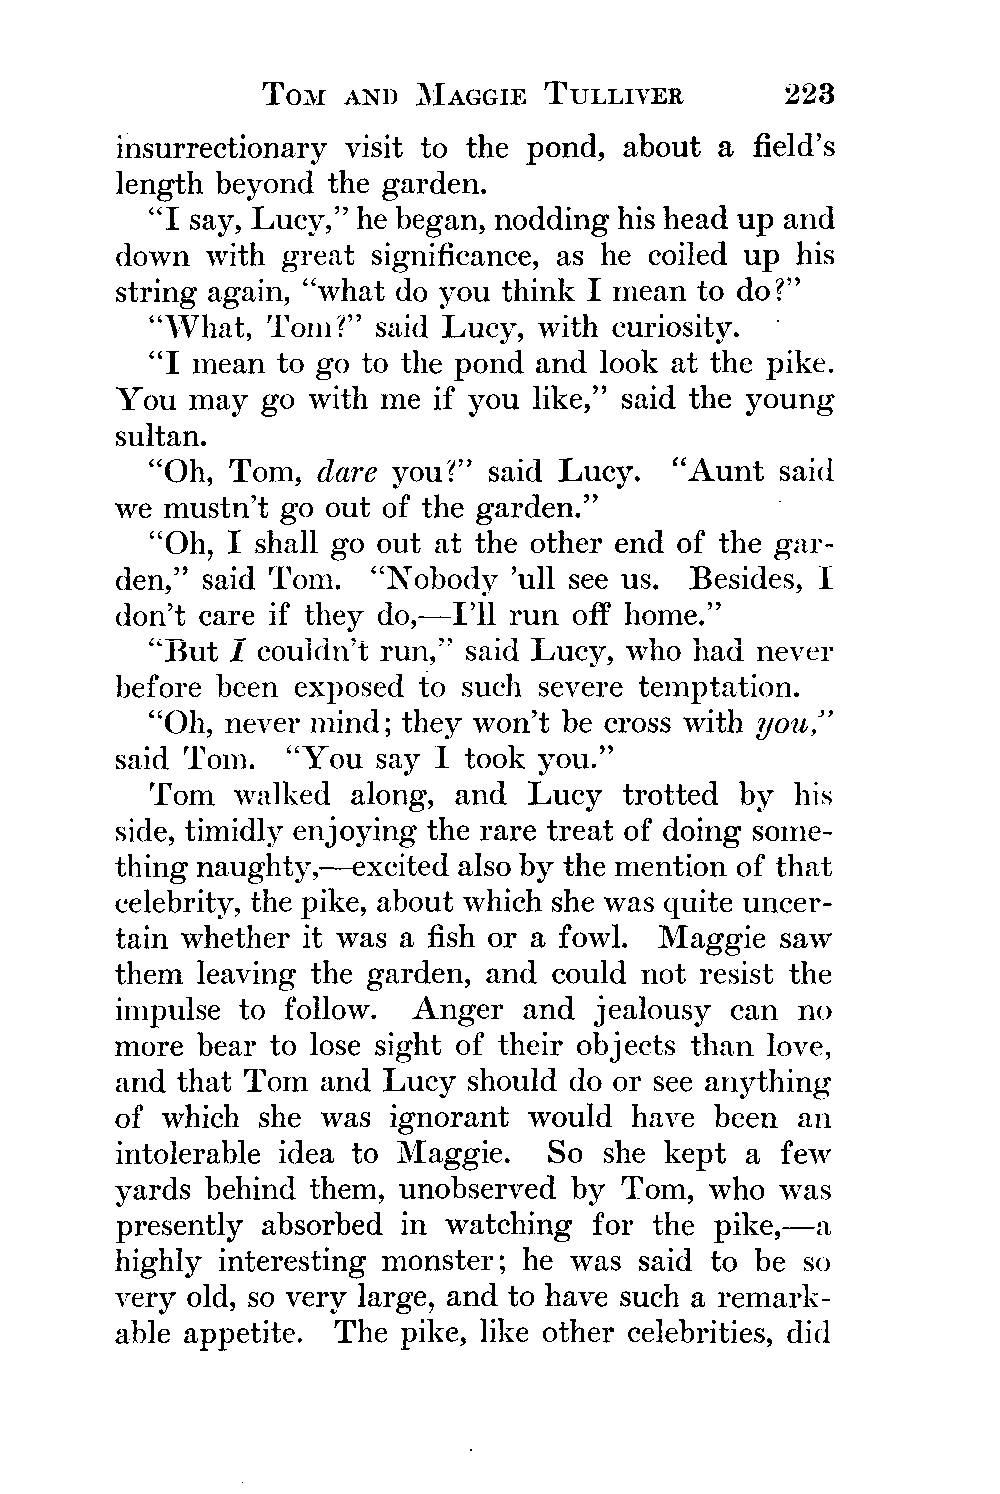 Tom and Maggie Tulliver 223
insurrectionary visit to the pond, about a field's
length beyond the garden.
"I say, Lucy," he began, nodding his head up and
down with great significance, as he coiled up his
string again, "what do you think I mean to do?"
"What, Tom?" said Lucy, with curiosity.
"I mean to go to the pond and look at the pike.
You may go with me if you like," said the young
sultan.
"Oh, Tom, dare you?" said Lucy. "Aunt said
we mustn't go out of the garden."
"Oh, I shall go out at the other end of the gar-
den," said Tom. "Nobody 'ull see us. Besides, I
don't care if they do,—I'll run off home."
"But I couldn't run," said Lucy, who had never
before been exposed to such severe temptation.
"Oh, never mind; they won't be cross with you,"
said Tom. "You say I took you."
Tom walked along, and Lucy trotted by his
side, timidly enjoying the rare treat of doing some-
thing naughty,—excited also by the mention of that
celebrity, the pike, about which she was quite uncer-
tain whether it was a fish or a fowl. Maggie saw
them leaving the garden, and could not resist the
impulse to follow. Anger and jealousy can no
more bear to lose sight of their objects than love,
and that Tom and Lucy should do or see anything
of which she was ignorant would have been an
intolerable idea to Maggie. So she kept a few
yards behind them, unobserved by Tom, who was
presently absorbed in watching for the pike,—a
highly interesting monster; he was said to be so
very old, so very large, and to have such a remark-
able appetite. The pike, like other celebrities, did